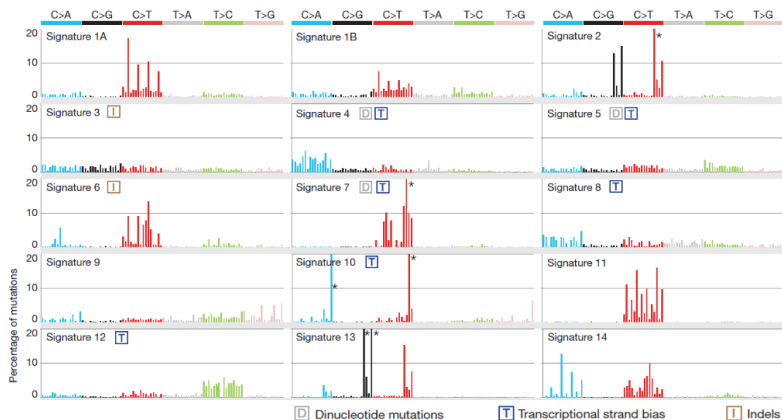 C>A C>G C>T T>A T>C T>G C>A C>G C>T T>A T>C T>G C>A C>G C>T T>A T>C T>G
20 Signature 1A Signature 1B Signature 2 *
10
0
20 Signature 3 I Signature 4 D T Signature 5 D T
10
0
20 Signature 6 I Signature 7 D T * Signature 8 T
10
0
20 Signature 9 Signature 10 T * * Signature 11
10
0
20 Signature 12 T Signature 13 * * Signature 14
10
0
Percentage of mutations
D Dinucleotide mutations T Transcriptional strand bias I Indels